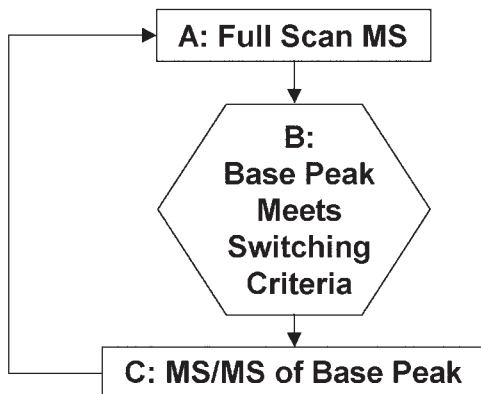 A: Full Scan MS
B:
Base Peak
Meets
Switching
Criteria
C: MS/MS of Base Peak